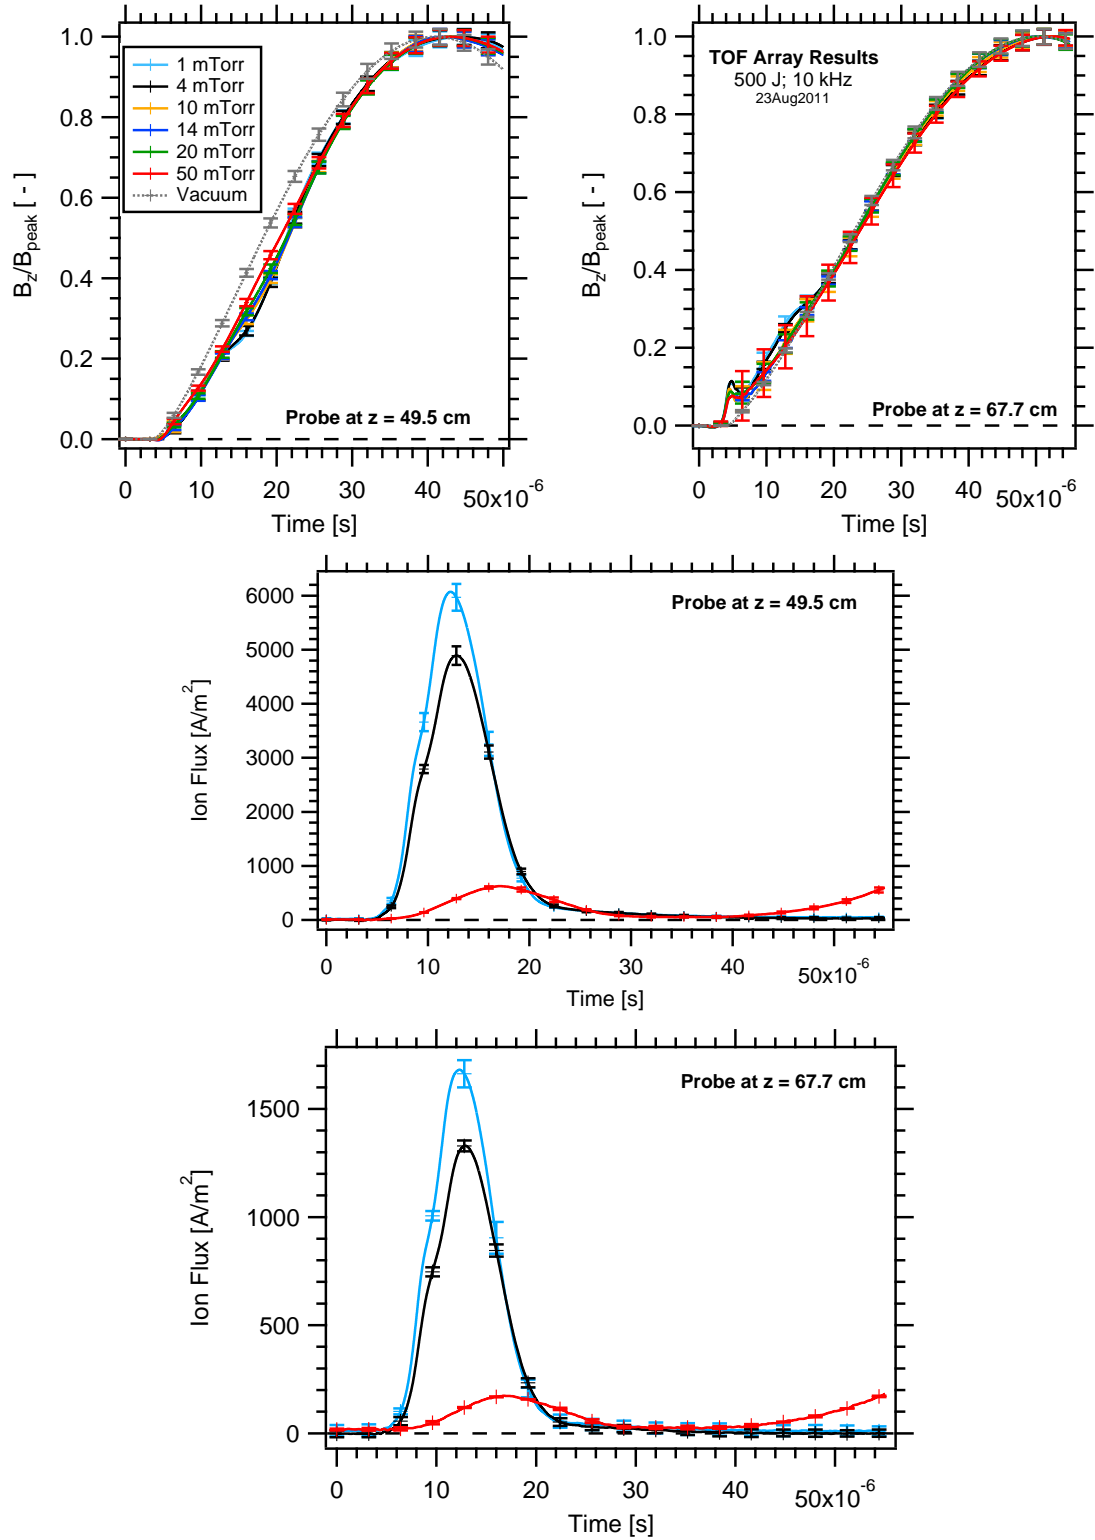 1.0
0.8
0.6
0.4
0.2
0.0
B_z/B_peak [ - ]
1 mTorr
4 mTorr
10 mTorr
14 mTorr
20 mTorr
50 mTorr
Vacuum
Probe at z = 49.5 cm
0 10 20 30 40 50x10^-6
Time [s]
1.0
0.8
0.6
0.4
0.2
0.0
B_z/B_peak [ - ]
TOF Array Results
500 J; 10 kHz
23Aug2011
Probe at z = 67.7 cm
0 10 20 30 40 50x10^-6
Time [s]
6000
5000
4000
3000
2000
1000
0
Ion Flux [A/m²]
Probe at z = 49.5 cm
0 10 20 30 40 50x10^-6
Time [s]
1500
1000
500
0
Ion Flux [A/m²]
Probe at z = 67.7 cm
0 10 20 30 40 50x10^-6
Time [s]